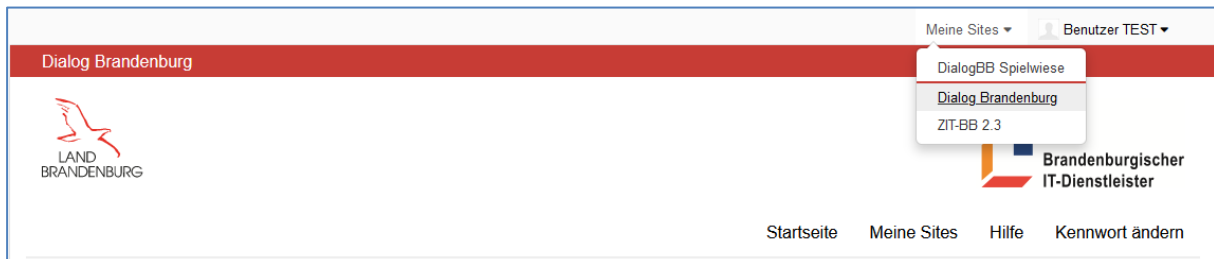 Meine Sites Benutzer TEST
Dialog Brandenburg
DialogBB Spielwiese
Dialog Brandenburg
ZIT-BB 2.3
LAND
BRANDENBURG
Brandenburgischer
IT-Dienstleister
Startseite Meine Sites Hilfe Kennwort ändern